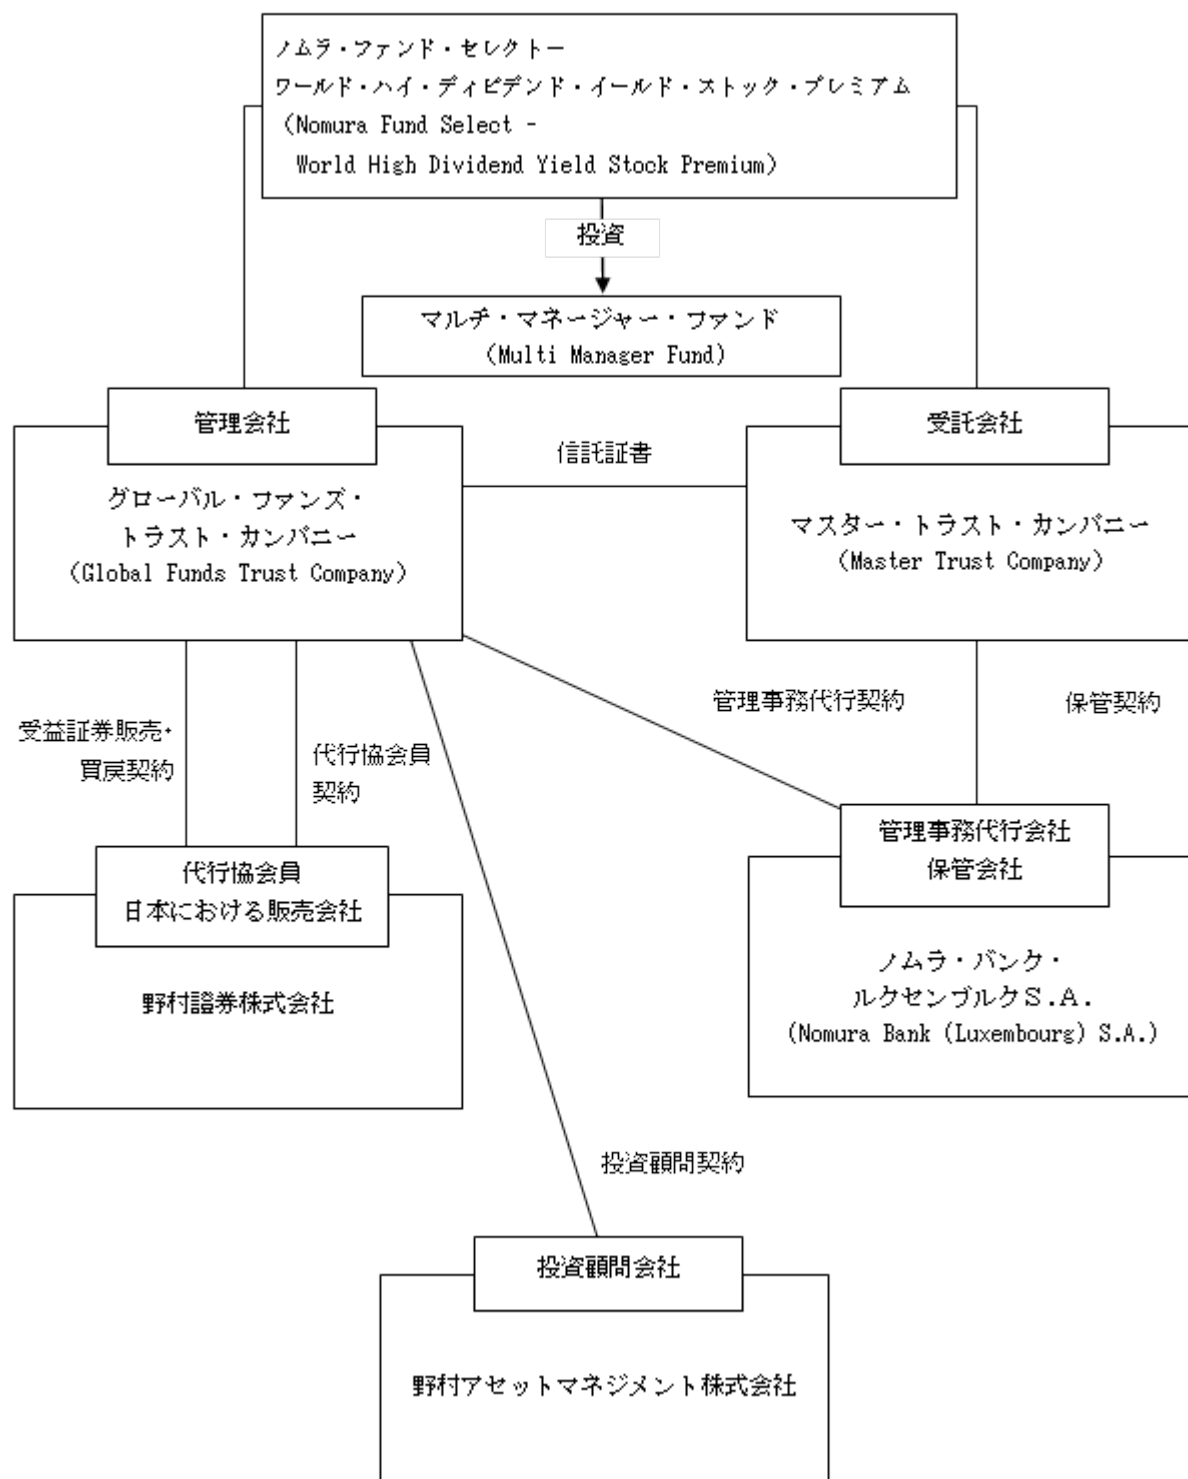 ノムラ・ファンド・セレクトー
ワールド・ハイ・ディビデンド・イールド・ストック・プレミアム
(Nomura Fund Select -
World High Dividend Yield Stock Premium)
投資
マルチ・マネージャー・ファンド
(Multi Manager Fund)
管理会社
受託会社
信託証書
グローバル・ファンズ・
トラスト・カンパニー
(Global Funds Trust Company)
マスター・トラスト・カンパニー
(Master Trust Company)
管理事務代行契約
保管契約
受益証券販売・
買戻契約
代行協会員
契約
管理事務代行会社
保管会社
代行協会員
日本における販売会社
ノムラ・バンク・
ルクセンブルクS.A.
(Nomura Bank (Luxembourg) S.A.)
野村證券株式会社
投資顧問契約
投資顧問会社
野村アセットマネジメント株式会社